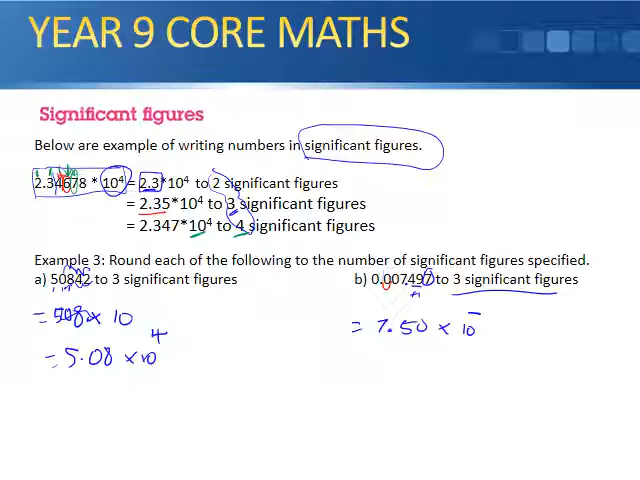 YEAR 9 CORE MATHS
Significant figures
Below are example of writing numbers in significant figures.
2.34678 * 10⁴ = 2.3*10⁴ to 2 significant figures
= 2.35*10⁴ to 3 significant figures
= 2.347*10⁴ to 4 significant figures
Example 3: Round each of the following to the number of significant figures specified.
a) 50842 to 3 significant figures b) 0.007497 to 3 significant figures
= 508 × 10 = 7.50 × 10⁻
= 5.08 × 10⁴